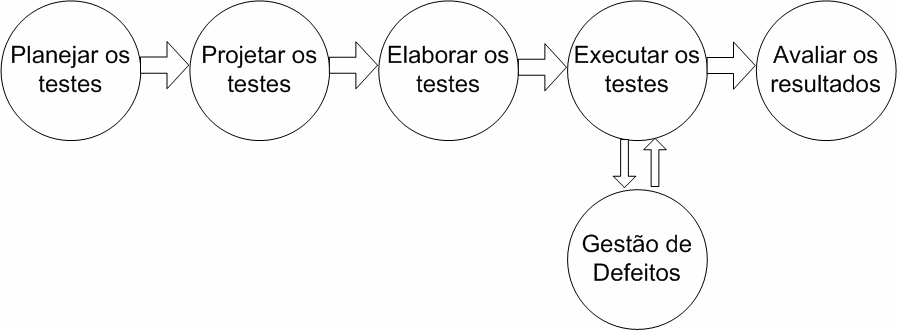 Planejar os
testes
Projetar os
testes
Elaborar os
testes
Executar os
testes
Avaliar os
resultados
Gestão de
Defeitos